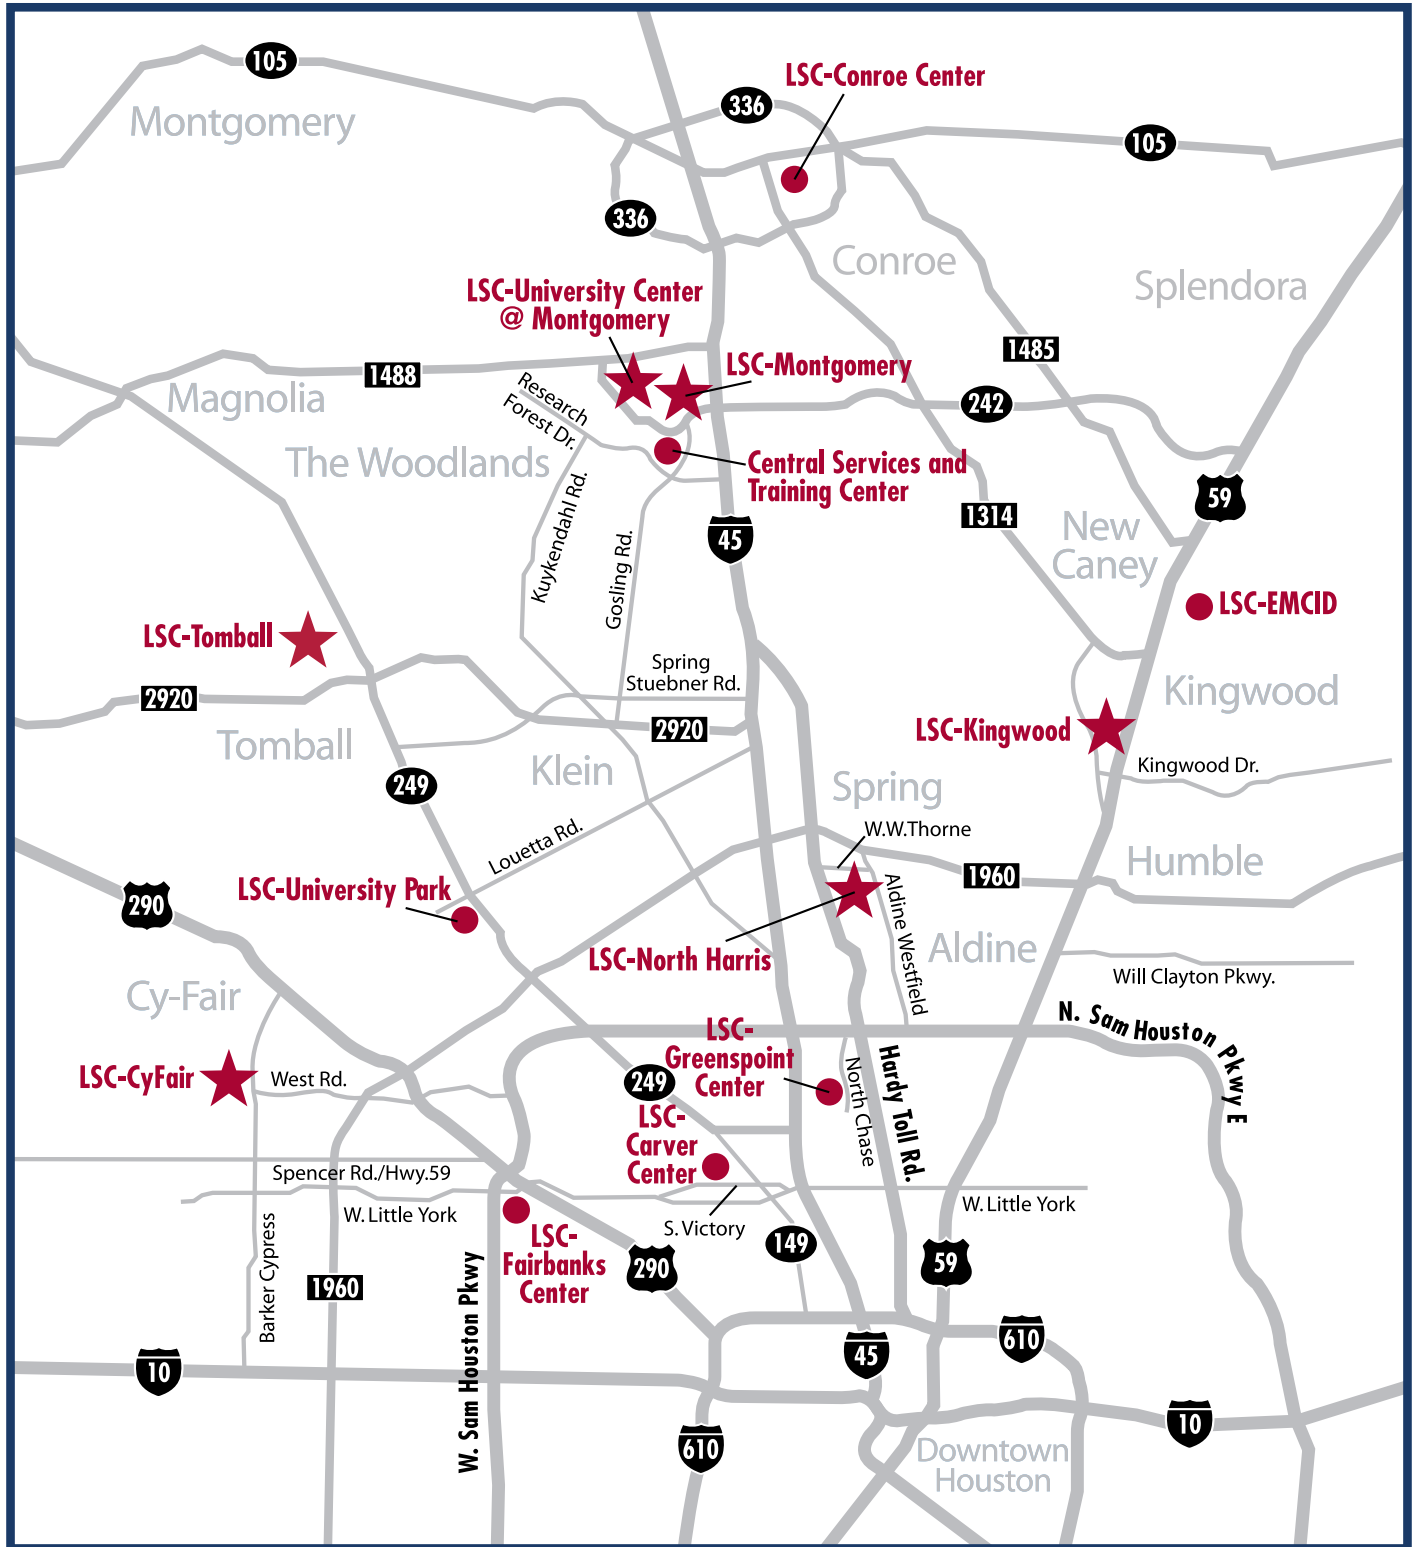 105
LSC-Conroe Center
336
Montgomery
105
336
Conroe
Splendora
LSC-University Center
@ Montgomery
1485
LSC-Montgomery
1488
Magnolia
Research
Forest Dr.
242
The Woodlands
Central Services and
Training Center
Kuykendahl Rd.
59
1314
New
Caney
45
Gosling Rd.
LSC-EMCID
LSC-Tomball
Spring
Stuebner Rd.
Kingwood
2920
2920
LSC-Kingwood
Tomball
Klein
Kingwood Dr.
249
Spring
W.W.Thorne
Louetta Rd.
Humble
1960
LSC-University Park
290
Aldine Westfield
LSC-North Harris
Aldine
Will Clayton Pkwy.
Cy-Fair
N. Sam Houston Pkwy E
LSC-
Greenspoint
Center
LSC-CyFair
West Rd.
249
Hardy Toll Rd.
North Chase
LSC-
Carver
Center
Spencer Rd./Hwy.59
W. Little York
W. Little York
S. Victory
LSC-
Fairbanks
Center
149
290
59
Barker Cypress
1960
W. Sam Houston Pkwy
610
45
10
10
610
Downtown
Houston